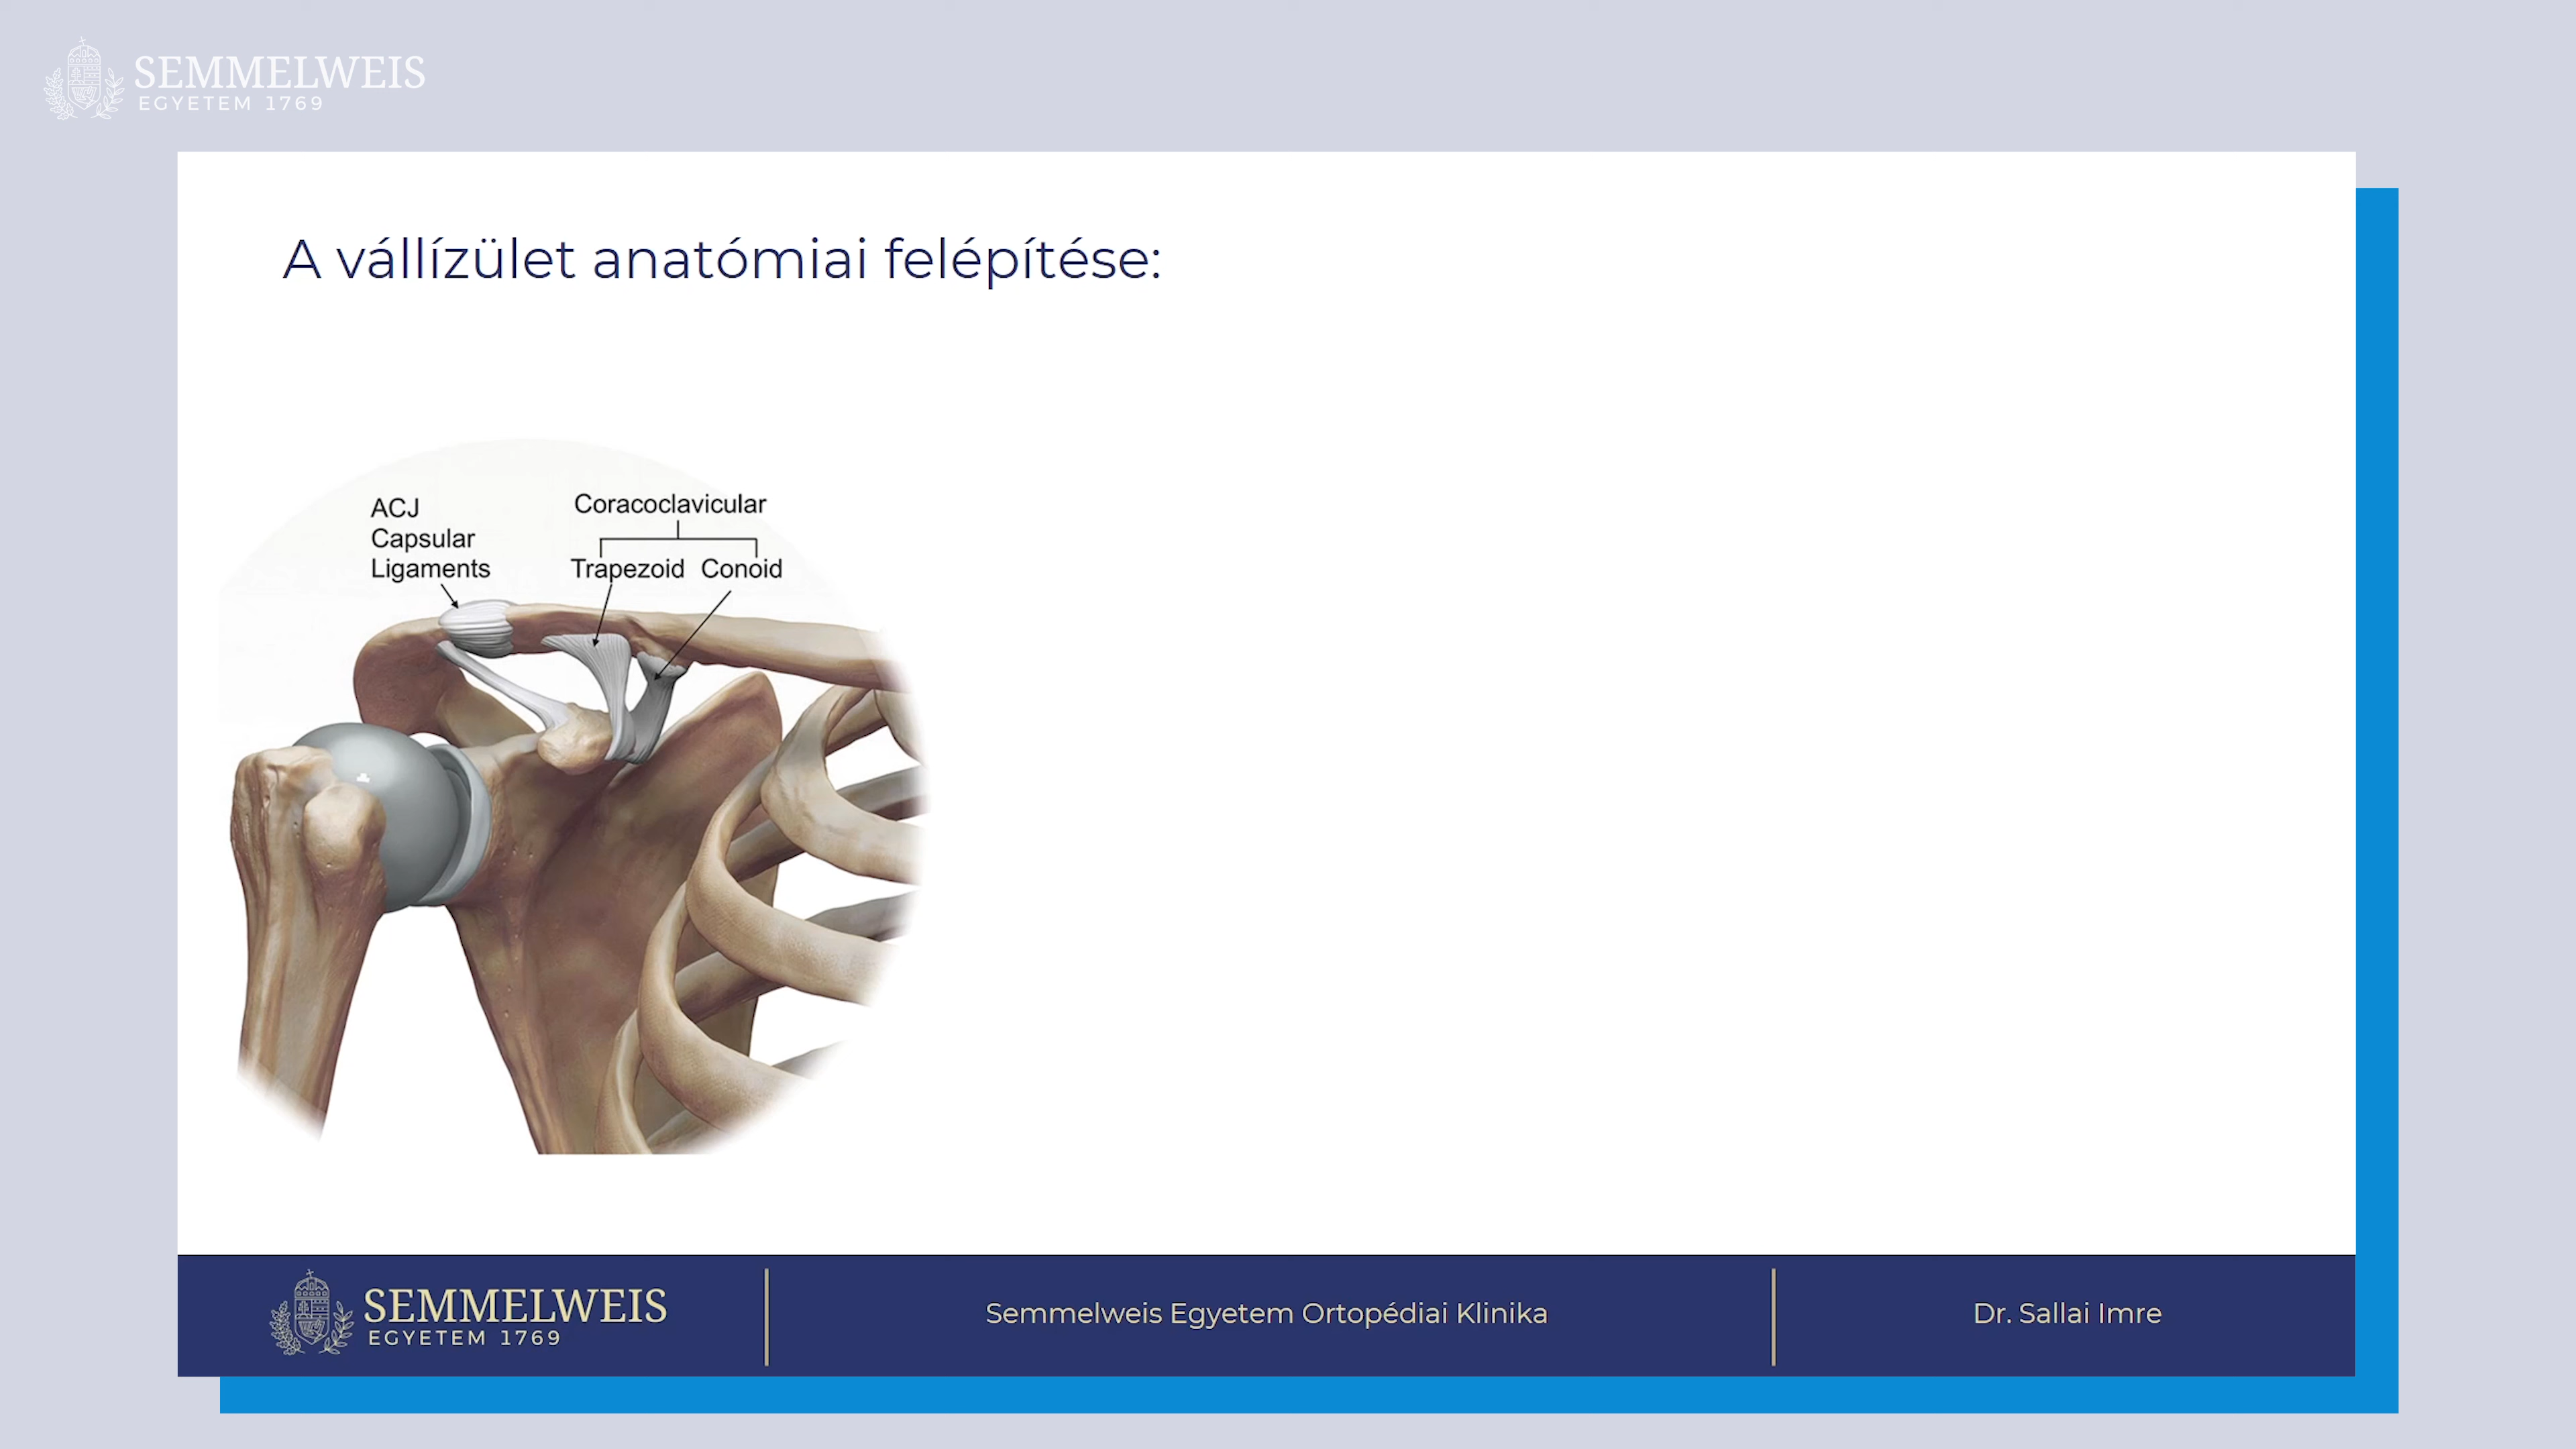 SEMMELWEIS
EGYETEM 1769
A vállízület anatómiai felépítése:
ACJ
Capsular
Ligaments
Coracoclavicular
Trapezoid Conoid
SEMMELWEIS
EGYETEM 1769
Semmelweis Egyetem Ortopédiai Klinika
Dr. Sallai Imre